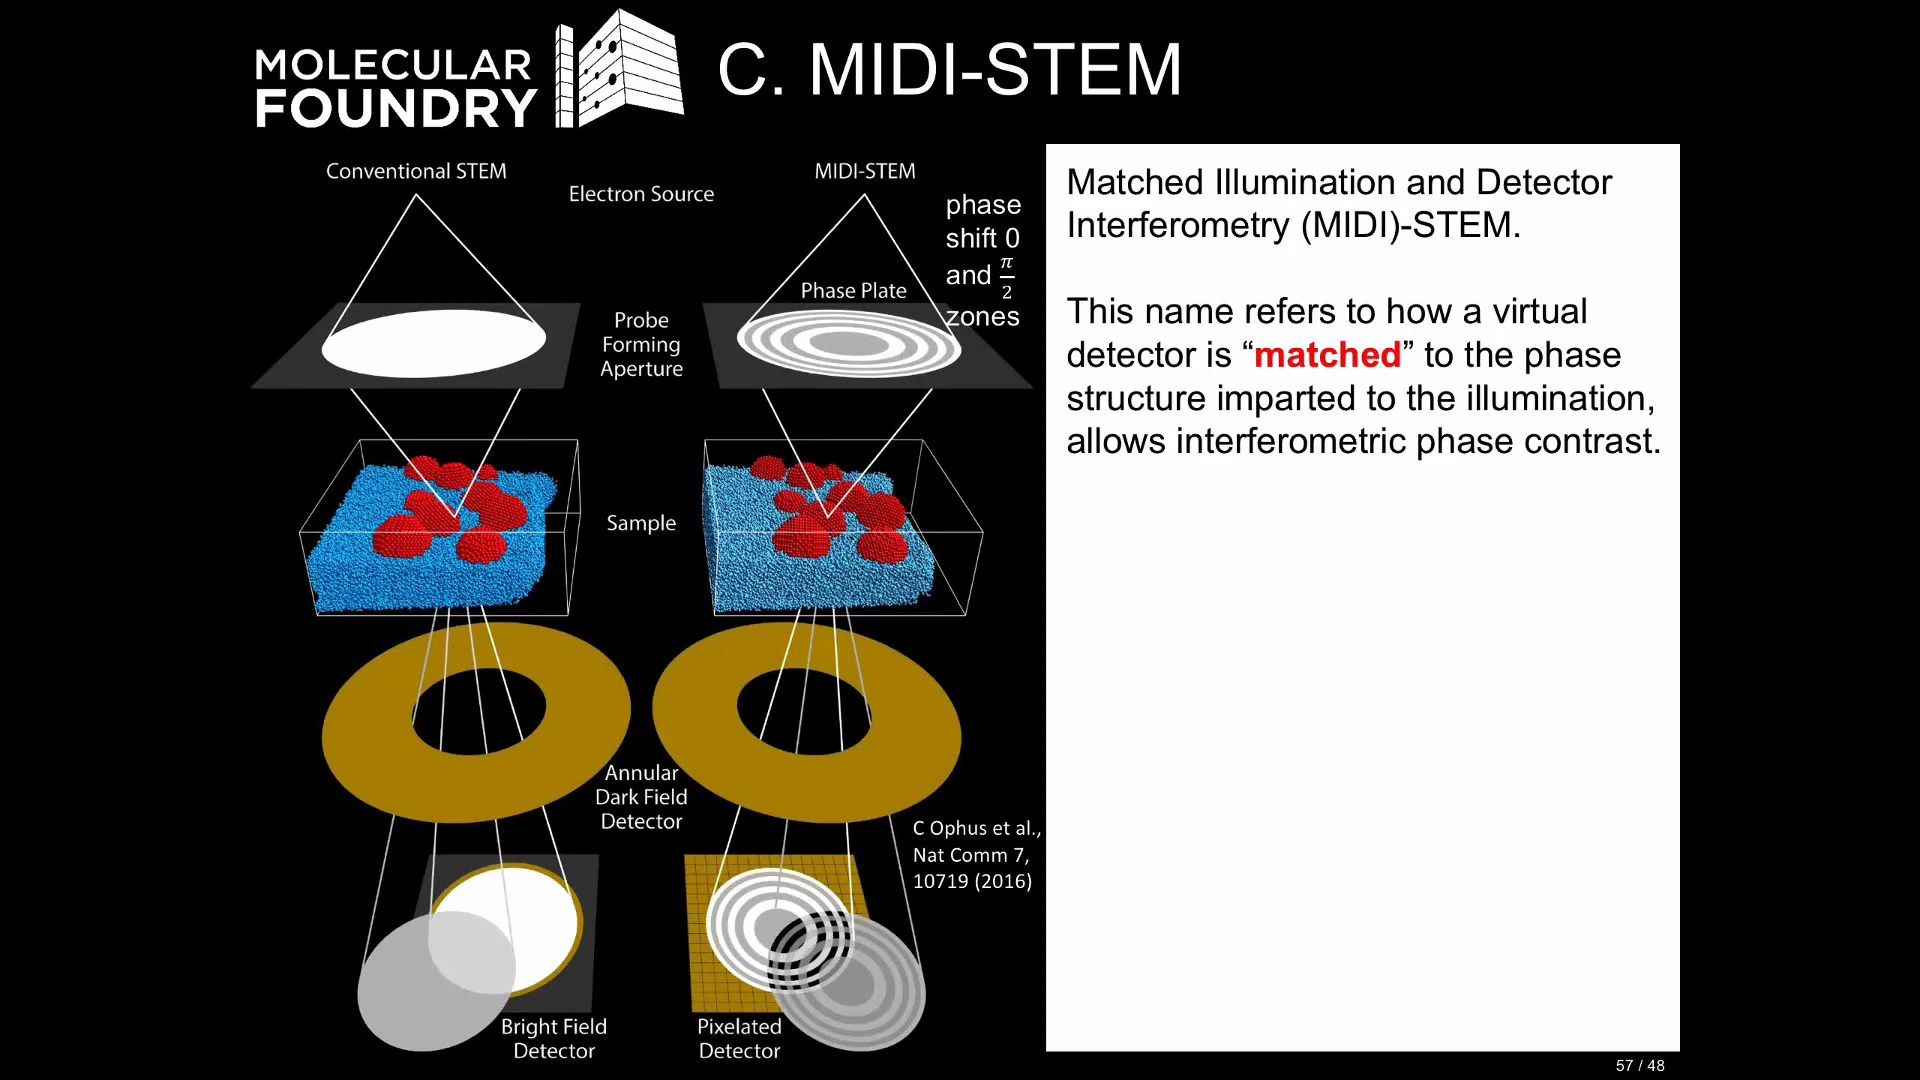 MOLECULAR
FOUNDRY
C. MIDI-STEM
Conventional STEM
Electron Source
MIDI-STEM
phase
shift 0
and π/2
zones
Phase Plate
Probe
Forming
Aperture
Sample
Annular
Dark Field
Detector
C Ophus et al.,
Nat Comm 7,
10719 (2016)
Bright Field
Detector
Pixelated
Detector
Matched Illumination and Detector
Interferometry (MIDI)-STEM.
This name refers to how a virtual
detector is “matched” to the phase
structure imparted to the illumination,
allows interferometric phase contrast.
57 / 48